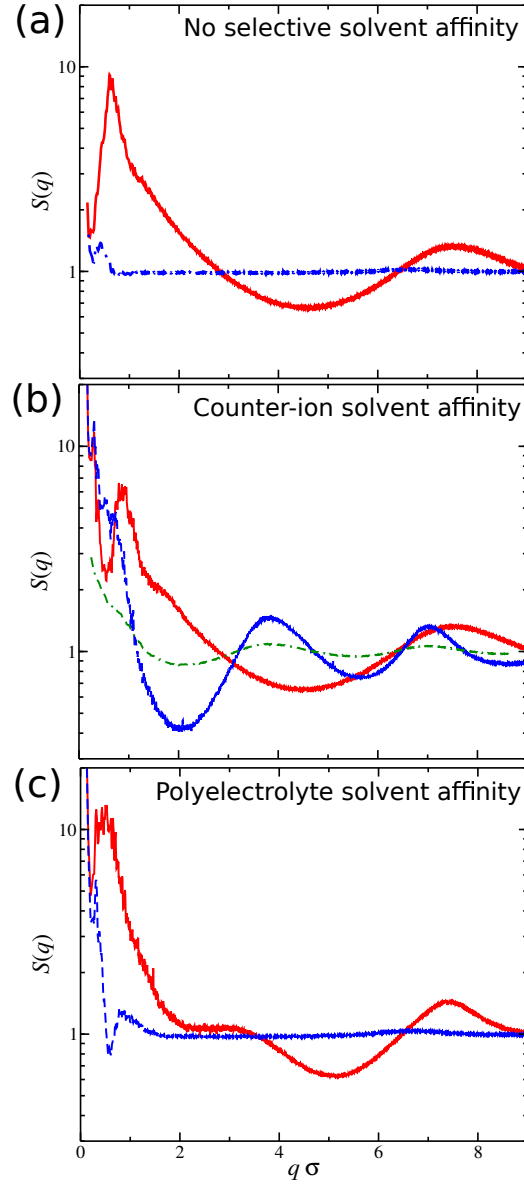 (a) No selective solvent affinity
10
S(q)
1
(b) Counter-ion solvent affinity
10
S(q)
1
(c) Polyelectrolyte solvent affinity
10
S(q)
1
0 2 4 6 8
q σ